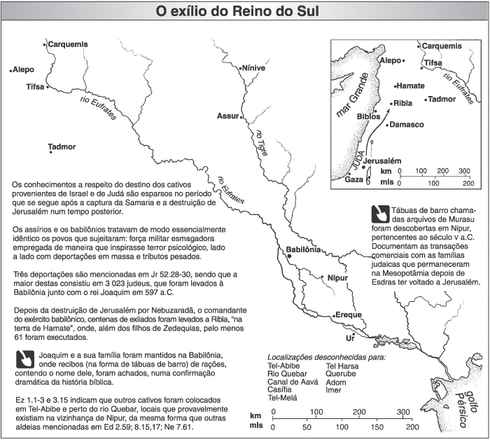 O exílio do Reino do Sul
Carquemis
Alepo
Tifsa
rio Eufrates
Nínive
Assur
rio Tigre
Tadmor
Carquemis
Alepo
Tifsa
rio Eufrates
mar Grande
Hamate
Ribla
Tadmor
Biblos
Damasco
JUDÁ
Jerusalém
Gaza
km
0 100 200 300
mls
0 100 200
Os conhecimentos a respeito do destino dos cativos
provenientes de Israel e de Judá são esparsos no período
que se segue após a captura da Samaria e a destruição de
Jerusalém num tempo posterior.
Os assírios e os babilônios tratavam de modo essencialmente
idêntico os povos que sujeitaram: força militar esmagadora
empregada de maneira que inspirasse terror psicológico, lado
a lado com deportações em massa e tributos pesados.
Três deportações são mencionadas em Jr 52.28-30, sendo que a
maior destas consistiu em 3 023 judeus, que foram levados à
Babilônia junto com o rei Joaquim em 597 a.C.
Depois da destruição de Jerusalém por Nebuzaradã, o comandante
do exército babilônico, centenas de exilados foram levados a Ribla, "na
terra de Hamate", onde, além dos filhos de Zedequias, pelo menos
61 foram executados.
Joaquim e a sua família foram mantidos na Babilônia,
onde recibos (na forma de tábuas de barro) de rações,
contendo o nome dele, foram achados, numa confirmação
dramática da história bíblica.
Ez 1.1-3 e 3.15 indicam que outros cativos foram colocados
em Tel-Abibe e perto do rio Quebar, locais que provavelmente
existiam na vizinhança de Nipur, da mesma forma que outras
aldeias mencionadas em Ed 2.59; 8.15,17; Ne 7.61.
rio Eufrates
Babilônia
Nipur
Ereque
Ur
Tábuas de barro chama-
das arquivos de Murasu
foram descobertas em Nipur,
pertencentes ao século v a.C.
Documentam as transações
comerciais com as famílias
judaicas que permaneceram
na Mesopotâmia depois de
Esdras ter voltado a Jerusalém.
Localizações desconhecidas para:
Tel-Abibe Tel Harsa
Rio Quebar Querube
Canal de Aavá Adom
Casífia Imer
Tel-Melá
golfo Pérsico
km
0 50 100 150 200 250 300
mls
0 50 100 150 200